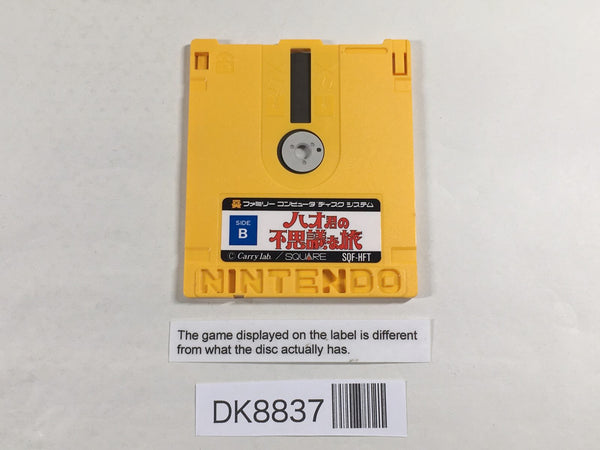 ファミリー コンピュータ ディスク システム
SIDE
B
ハオ君の
不思議な旅
© Carry lab. / SQUARE SQF-HFT
NINTENDO
The game displayed on the label is different
from what the disc actually has.
DK8837